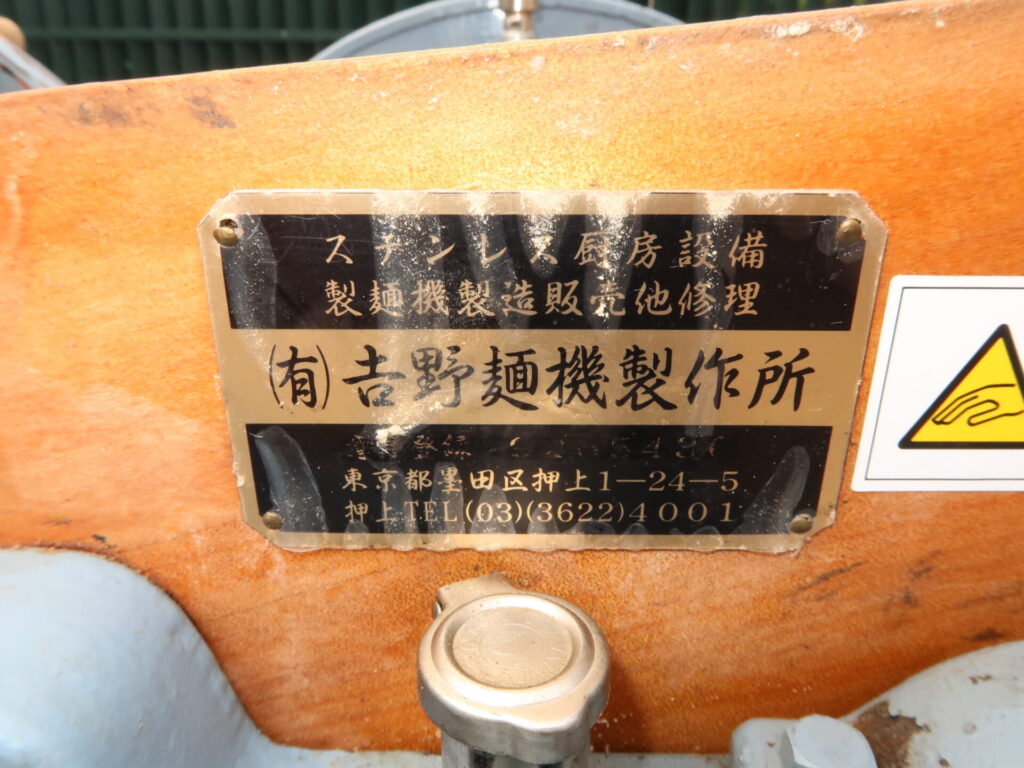 ステンレス厨房設備
製麺機製造販売他修理
(有)𠮷野麺機製作所
東京都墨田区押上1—24—5
押上TEL(03)(3622)4001